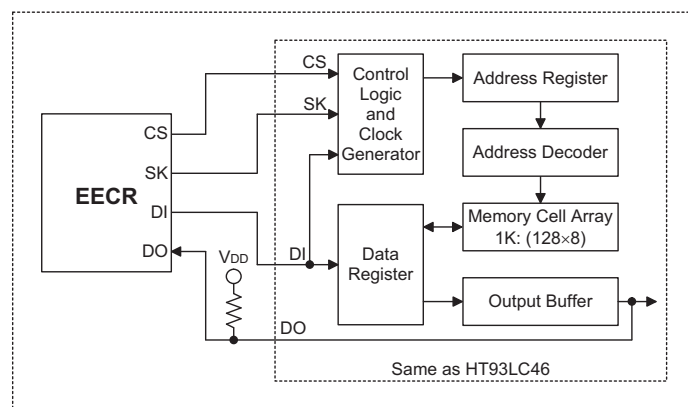 CS
SK
Control
Logic
and
Clock
Generator
Address Register
CS
SK
DI
DO
EECR
Address Decoder
VDD
DI
Data
Register
Memory Cell Array
1K: (128×8)
Output Buffer
DO
Same as HT93LC46